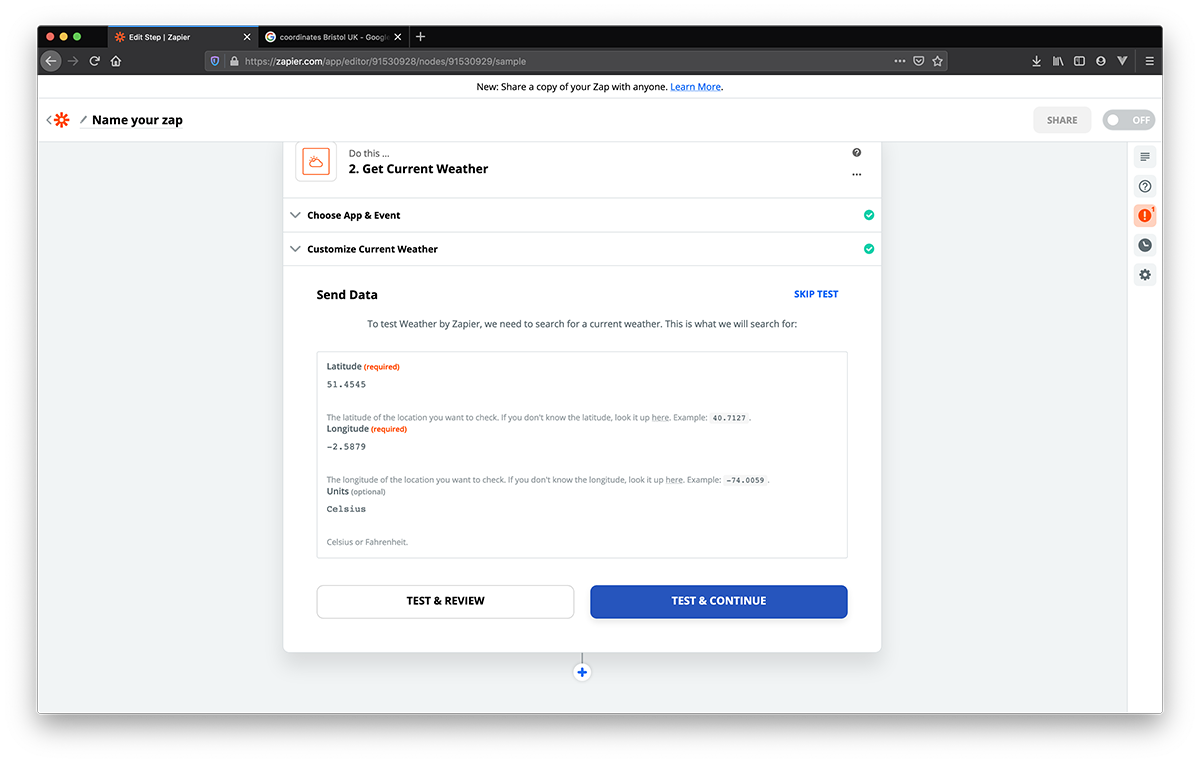 Edit Step | Zapier
coordinates Bristol UK - Google
https://zapier.com/app/editor/91530928/nodes/91530929/sample
New: Share a copy of your Zap with anyone. Learn More.
Name your zap
SHARE
OFF
Do this ...
2. Get Current Weather
Choose App & Event
Customize Current Weather
1
Send Data
SKIP TEST
To test Weather by Zapier, we need to search for a current weather. This is what we will search for:
Latitude (required)
51.4545
The latitude of the location you want to check. If you don't know the latitude, look it up here. Example: 40.7127 .
Longitude (required)
-2.5879
The longitude of the location you want to check. If you don't know the longitude, look it up here. Example: -74.0059 .
Units (optional)
Celsius
Celsius or Fahrenheit.
TEST & REVIEW
TEST & CONTINUE